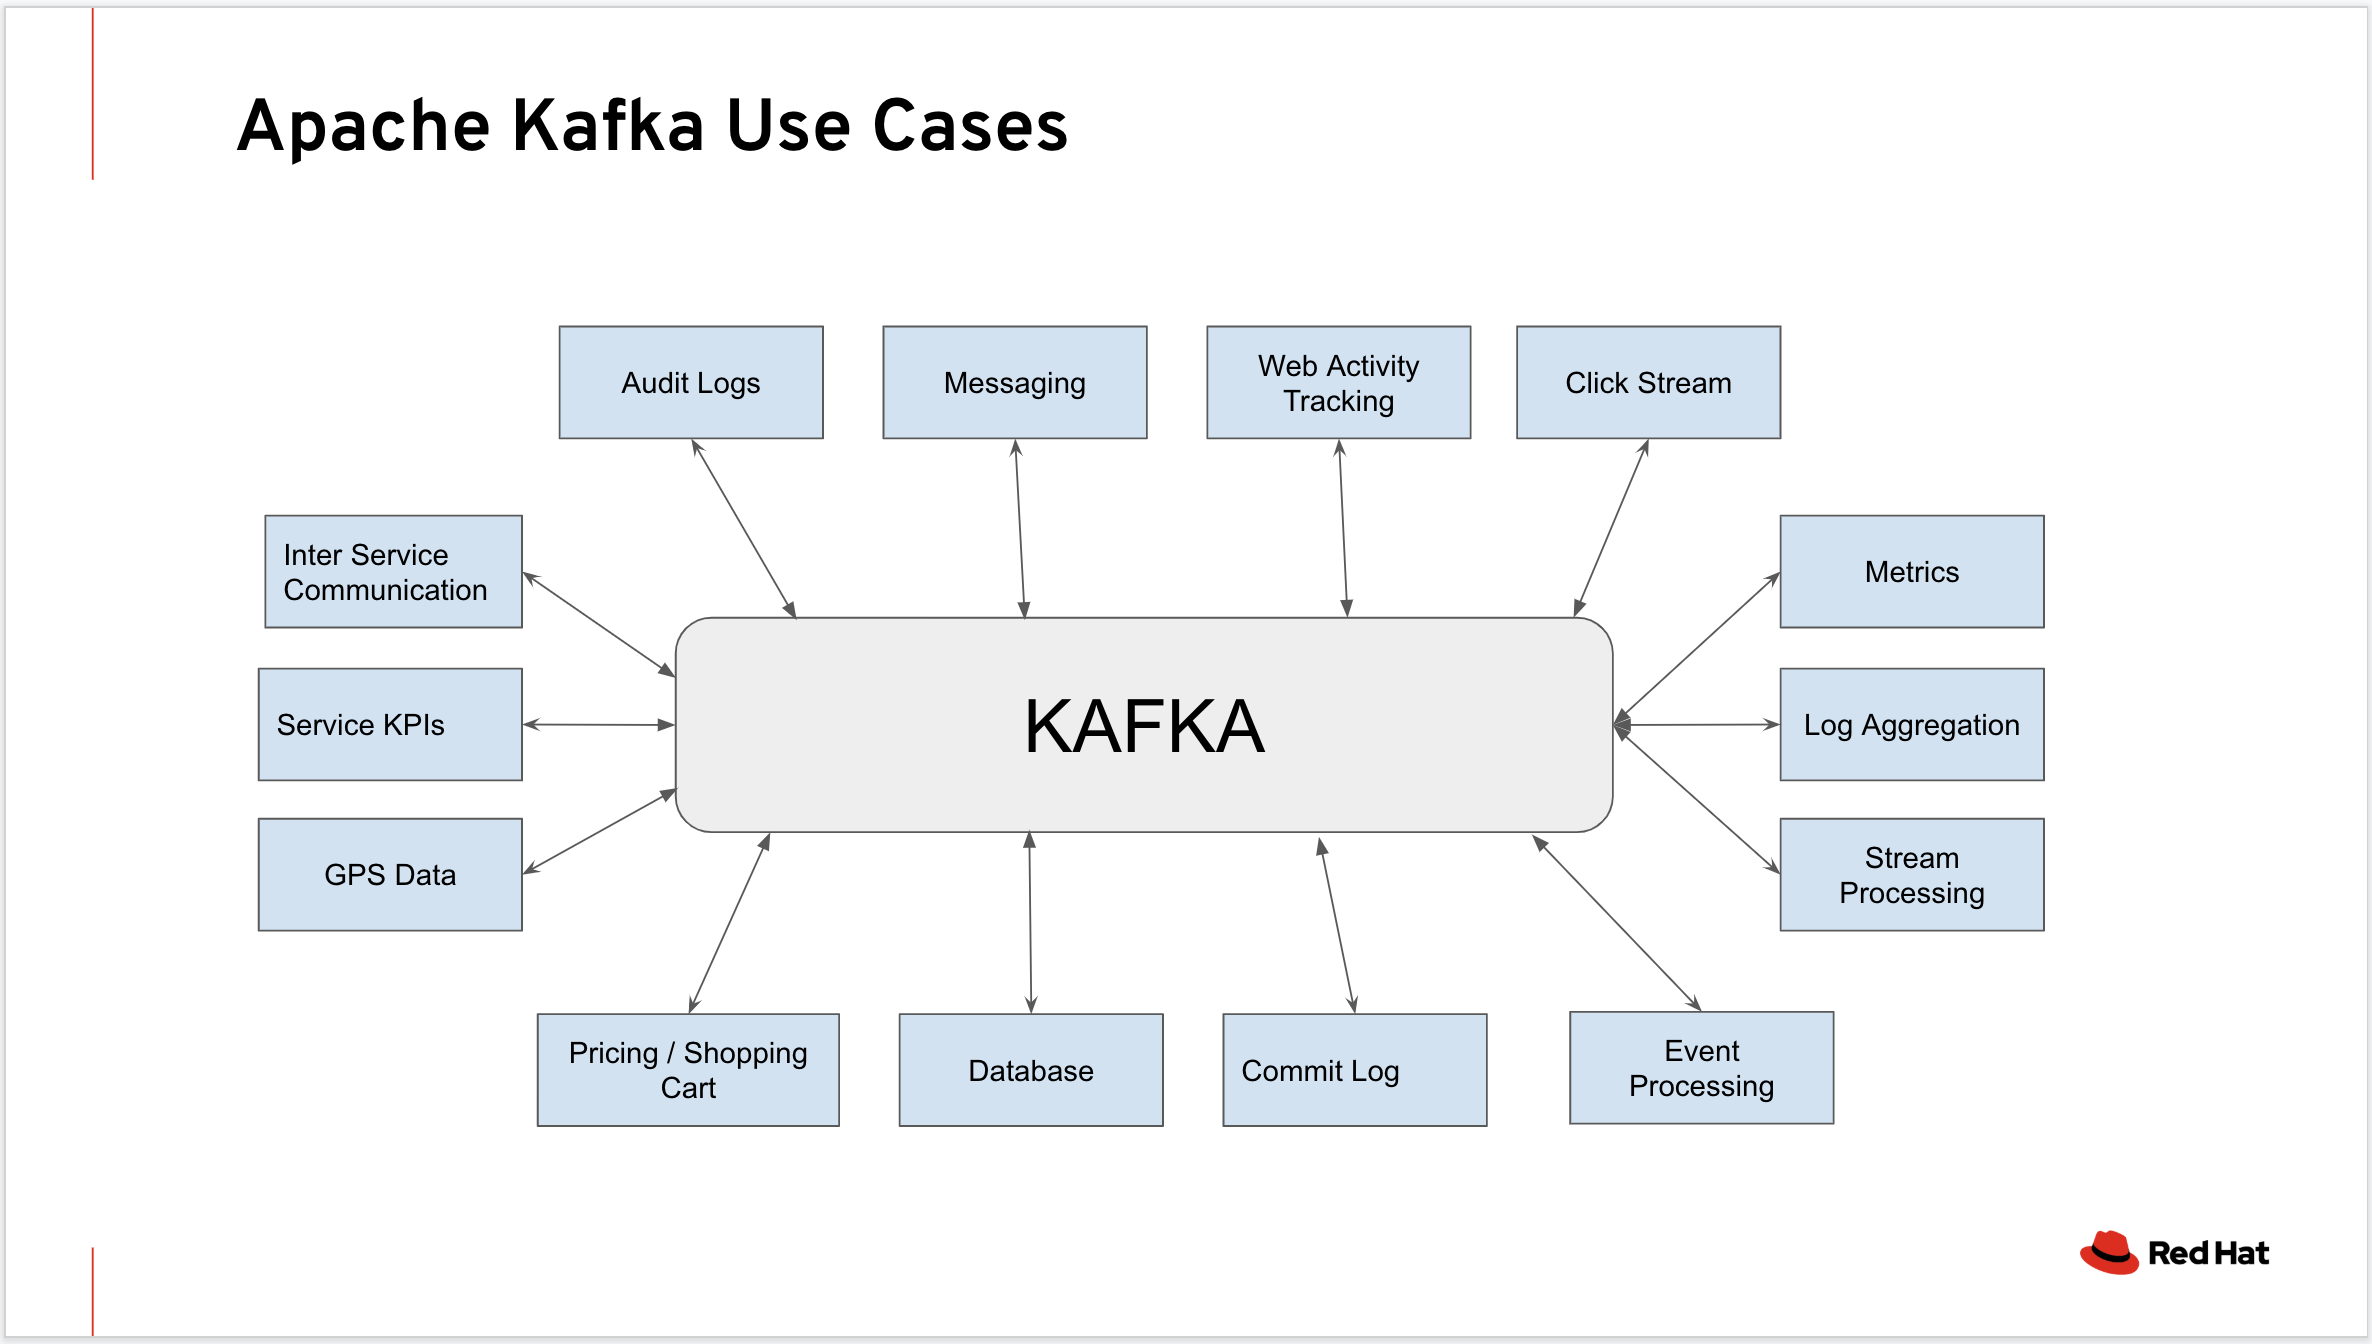 Apache Kafka Use Cases
Audit Logs
Messaging
Web Activity
Tracking
Click Stream
Inter Service
Communication
Metrics
Service KPIs
KAFKA
Log Aggregation
GPS Data
Stream
Processing
Pricing / Shopping
Cart
Database
Commit Log
Event
Processing
Red Hat